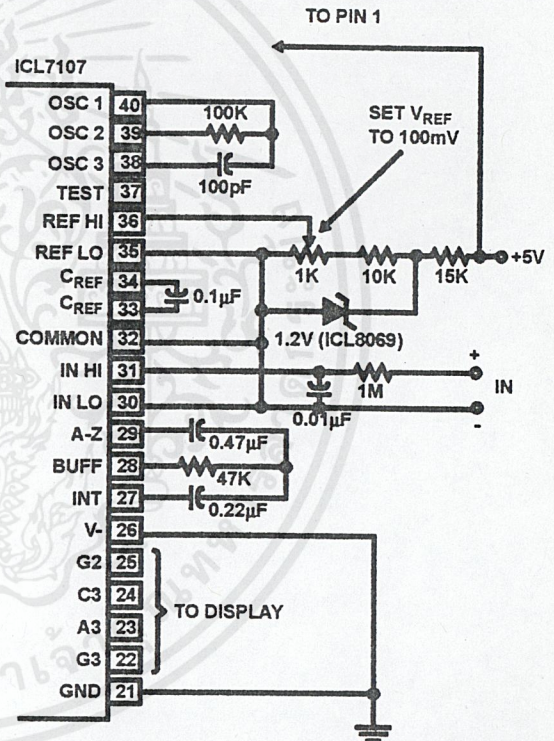 TO PIN 1
ICL7107
OSC 1 40
100K
OSC 2 39
SET VREF
TO 100mV
OSC 3 38
100pF
TEST 37
REF HI 36
REF LO 35
1K
10K
15K
+5V
CREF 34
0.1µF
CREF 33
COMMON 32
1.2V (ICL8069)
IN HI 31
1M
+
IN
-
IN LO 30
0.01µF
A-Z 29
0.47µF
BUFF 28
47K
INT 27
0.22µF
V- 26
G2 25
C3 24
TO DISPLAY
A3 23
G3 22
GND 21